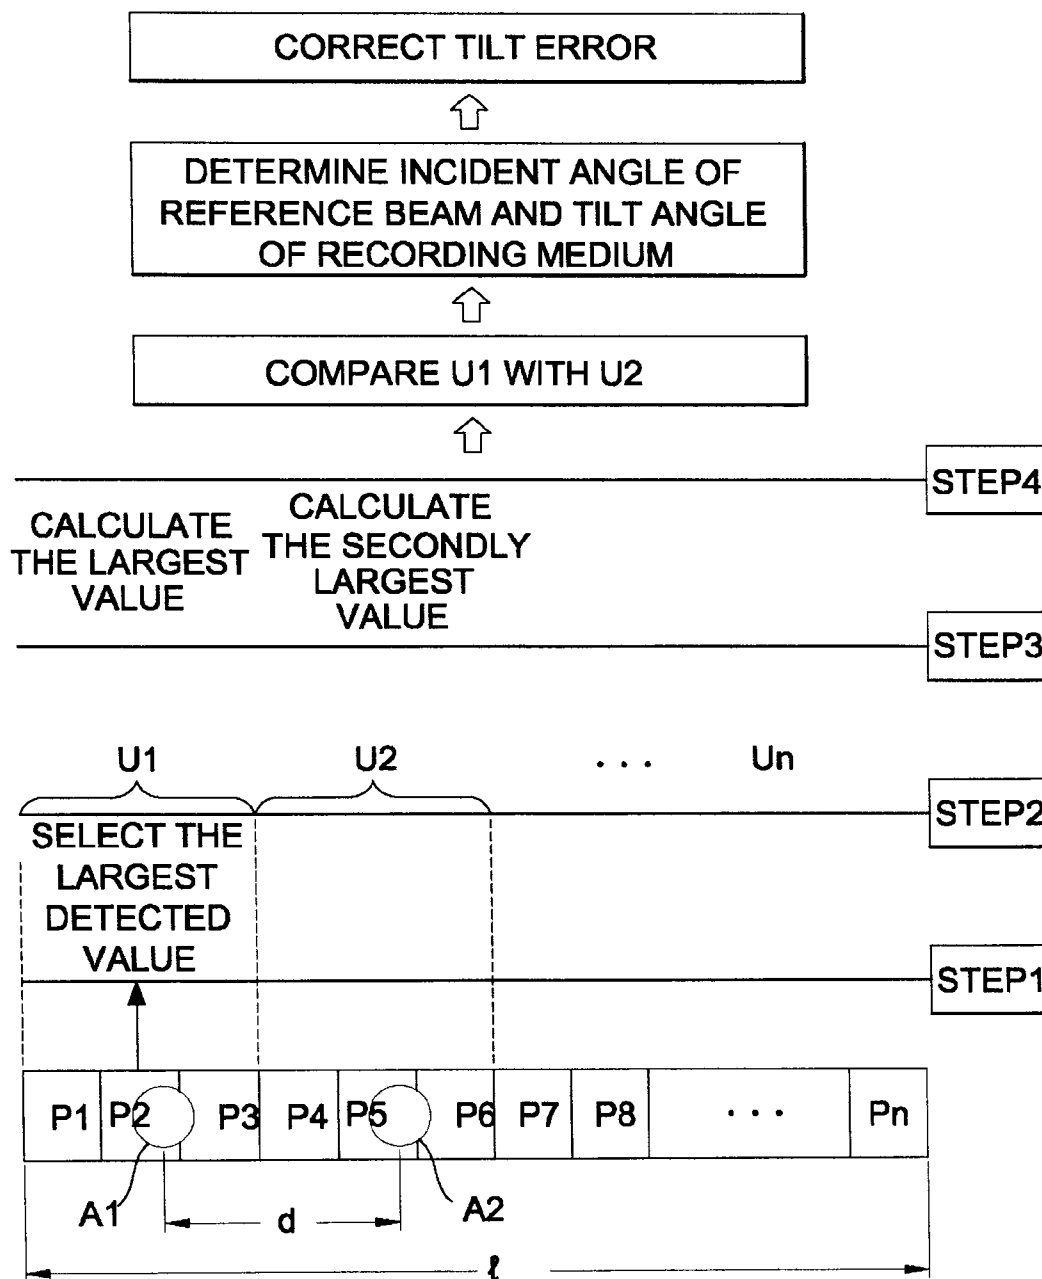 CORRECT TILT ERROR
DETERMINE INCIDENT ANGLE OF
REFERENCE BEAM AND TILT ANGLE
OF RECORDING MEDIUM
COMPARE U1 WITH U2
STEP4
CALCULATE
THE LARGEST
VALUE
CALCULATE
THE SECONDLY
LARGEST
VALUE
STEP3
U1
U2
... Un
STEP2
SELECT THE
LARGEST
DETECTED
VALUE
STEP1
P1 P2 P3 P4 P5 P6 P7 P8 ... Pn
A1
d
A2
ℓ